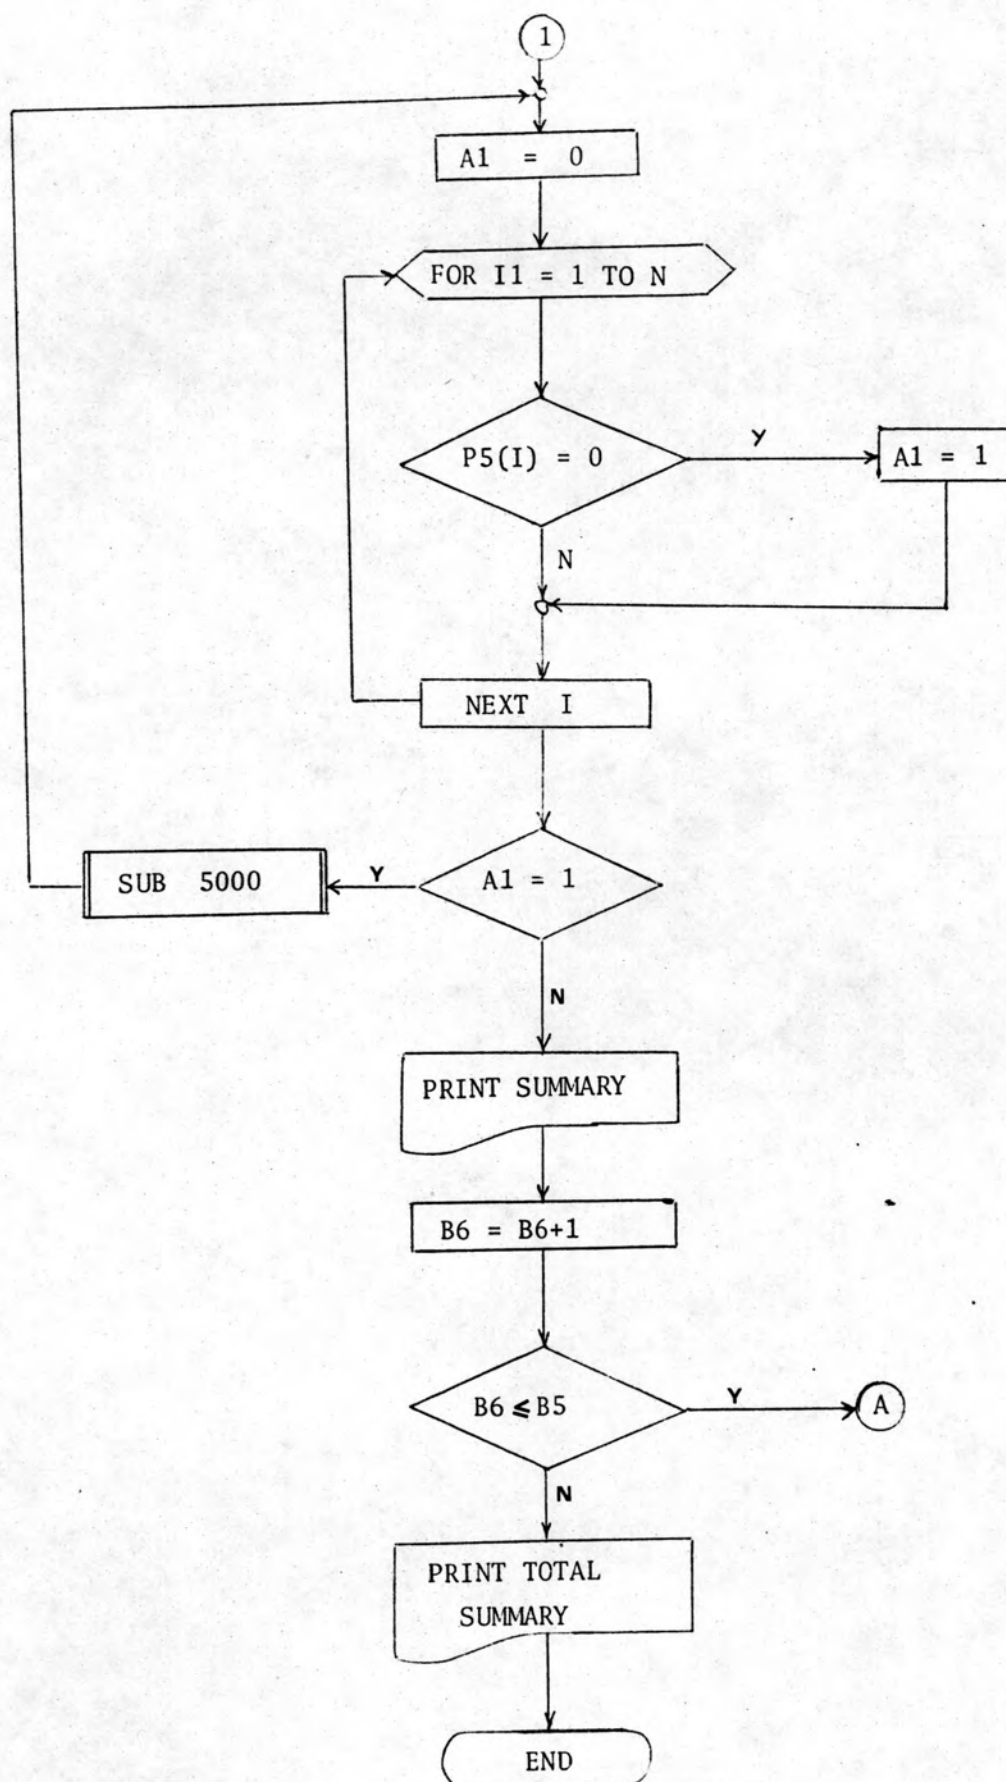 1
A1 = 0
FOR I1 = 1 TO N
P5(I) = 0
Y
A1 = 1
N
NEXT I
SUB 5000
Y
A1 = 1
N
PRINT SUMMARY
B6 = B6+1
B6 ≤ B5
Y
A
N
PRINT TOTAL
SUMMARY
END